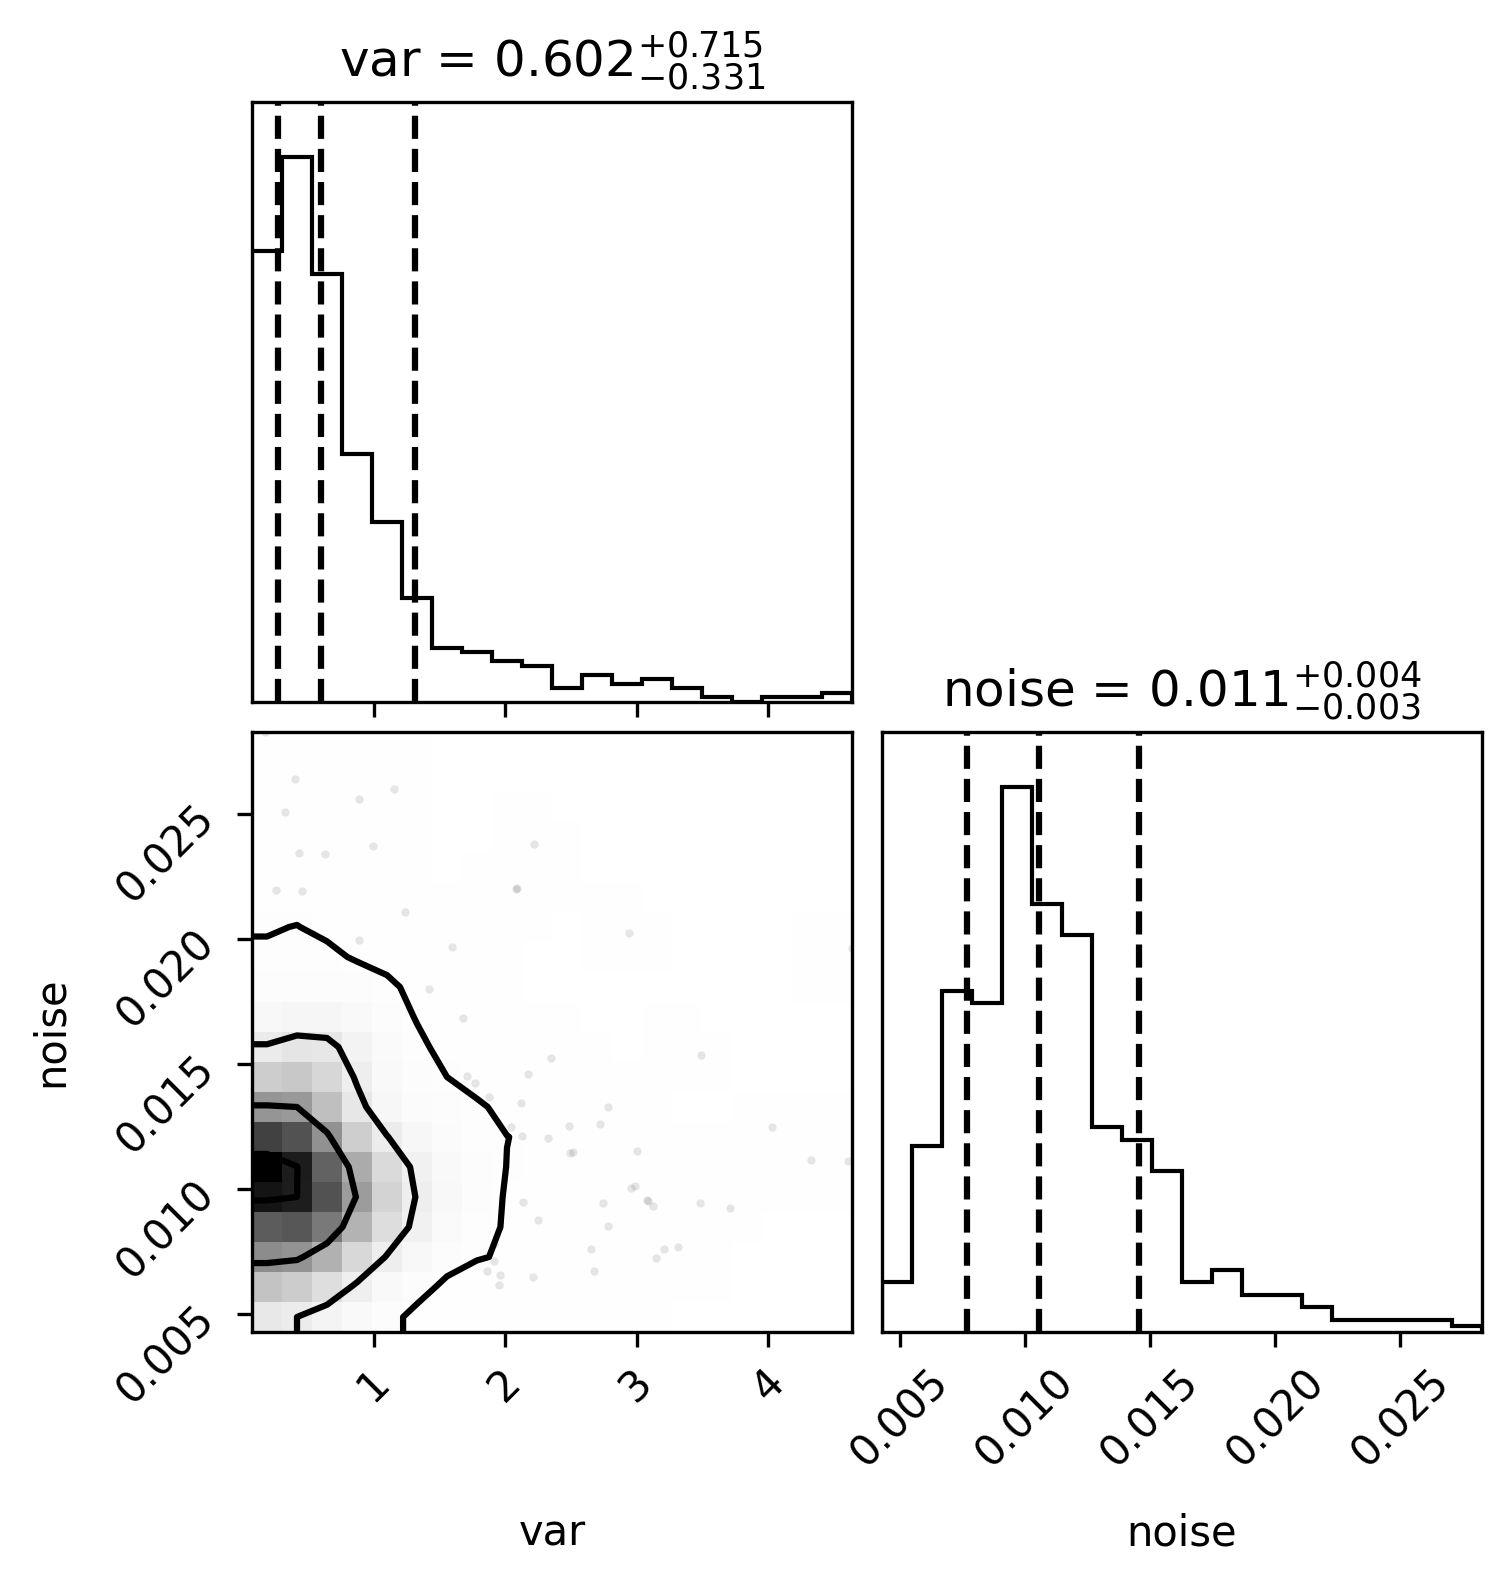 var = 0.602^{+0.715}_{−0.331}
noise = 0.011^{+0.004}_{−0.003}
0.025
0.020
0.015
0.010
0.005
noise
1 2 3 4
var
0.005 0.010 0.015 0.020 0.025
noise